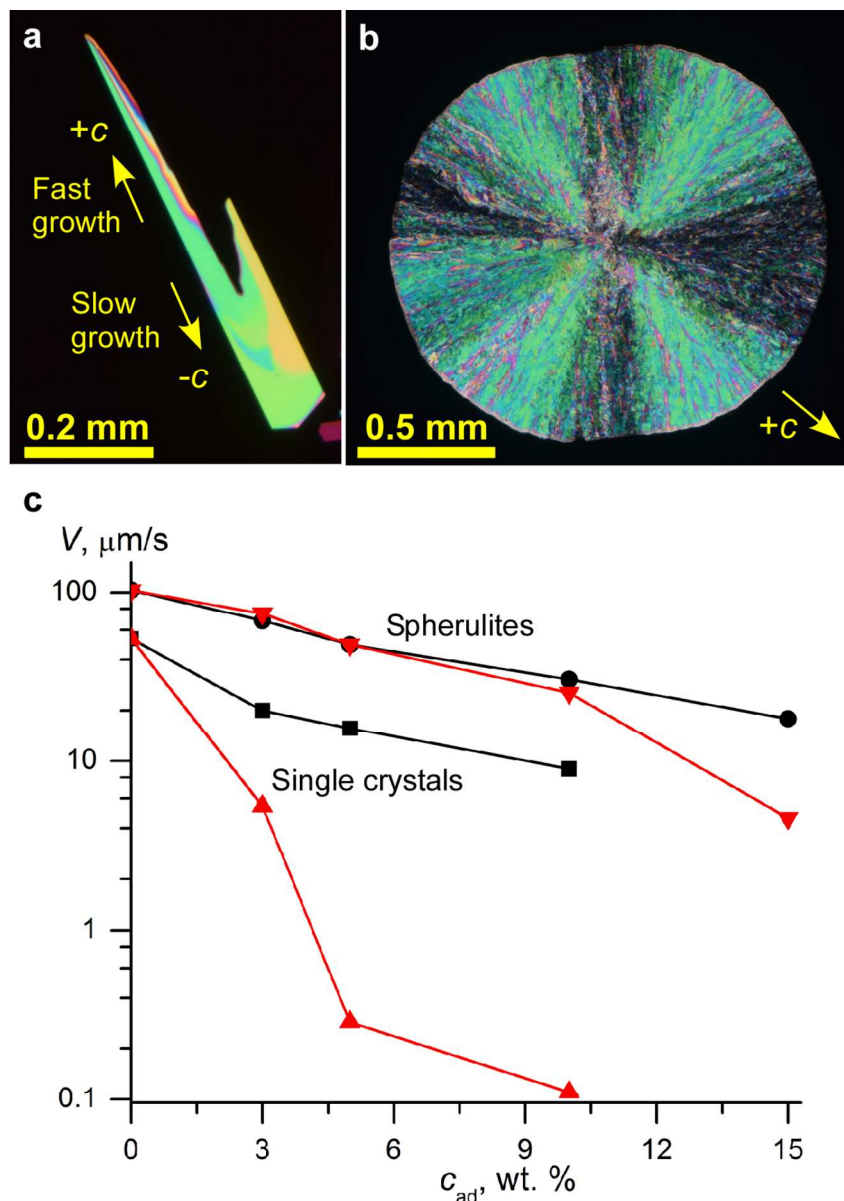 a
+c
Fast
growth
Slow
growth
-c
0.2 mm
b
0.5 mm
+c
c
V, μm/s
100
10
1
0.1
Spherulites
Single crystals
0
3
6
9
12
15
c_ad, wt. %